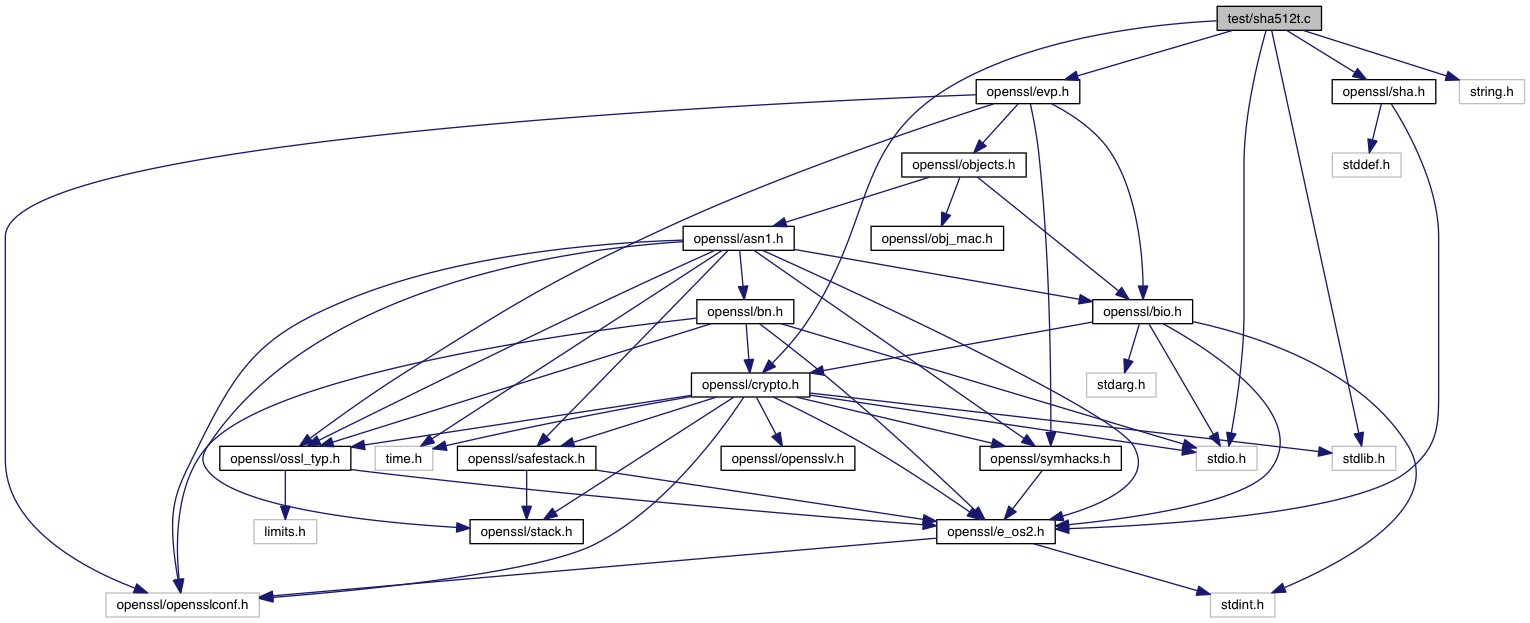 test/sha512t.c
openssl/evp.h
openssl/sha.h
string.h
openssl/objects.h
stddef.h
openssl/asn1.h
openssl/obj_mac.h
openssl/bn.h
openssl/bio.h
openssl/crypto.h
stdarg.h
openssl/ossl_typ.h
time.h
openssl/safestack.h
openssl/opensslv.h
openssl/symhacks.h
stdio.h
stdlib.h
limits.h
openssl/stack.h
openssl/e_os2.h
openssl/opensslconf.h
stdint.h